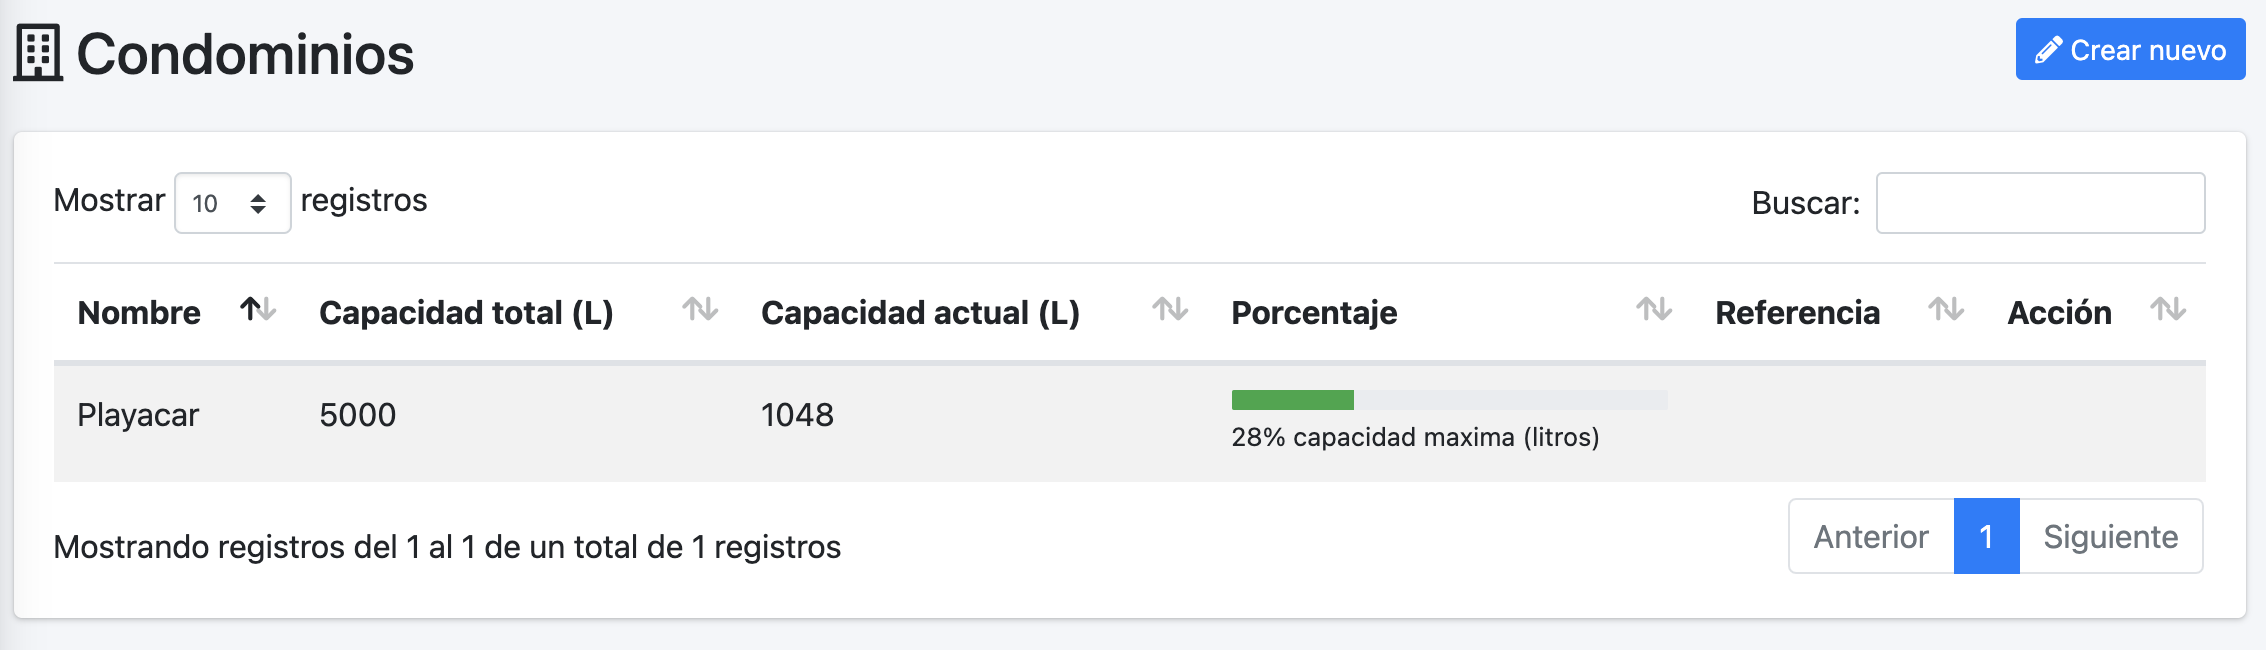 Condominios
Crear nuevo
Mostrar 10 registros
Buscar:
Nombre Capacidad total (L) Capacidad actual (L) Porcentaje Referencia Acción
Playacar 5000 1048
28% capacidad maxima (litros)
Mostrando registros del 1 al 1 de un total de 1 registros
Anterior 1 Siguiente